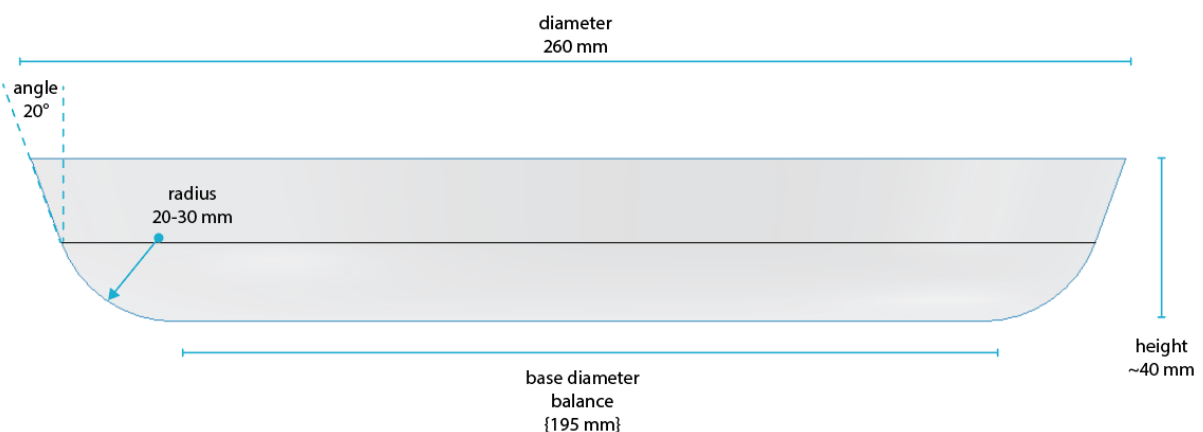 diameter
260 mm
angle
20°
radius
20-30 mm
height
~40 mm
base diameter
balance
{195 mm}